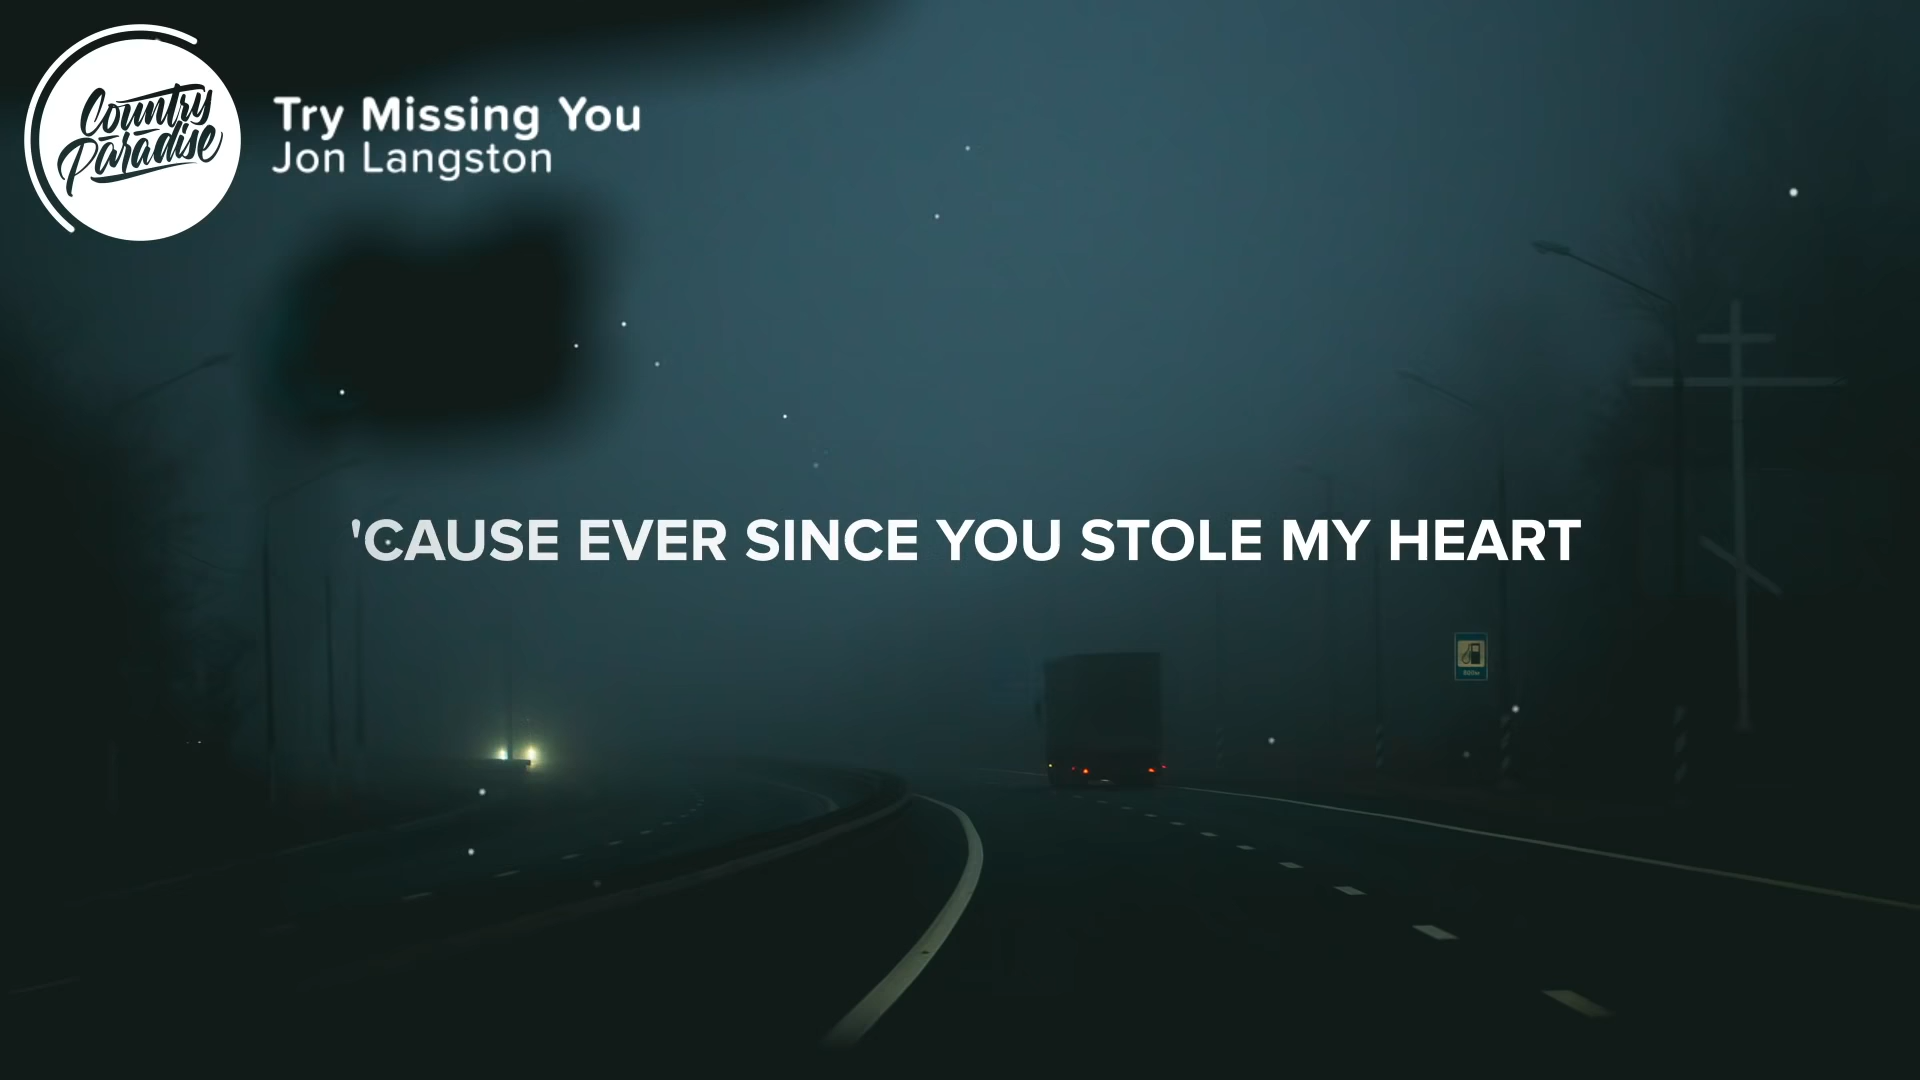 Country
Paradise
Try Missing You
Jon Langston
'CAUSE EVER SINCE YOU STOLE MY HEART